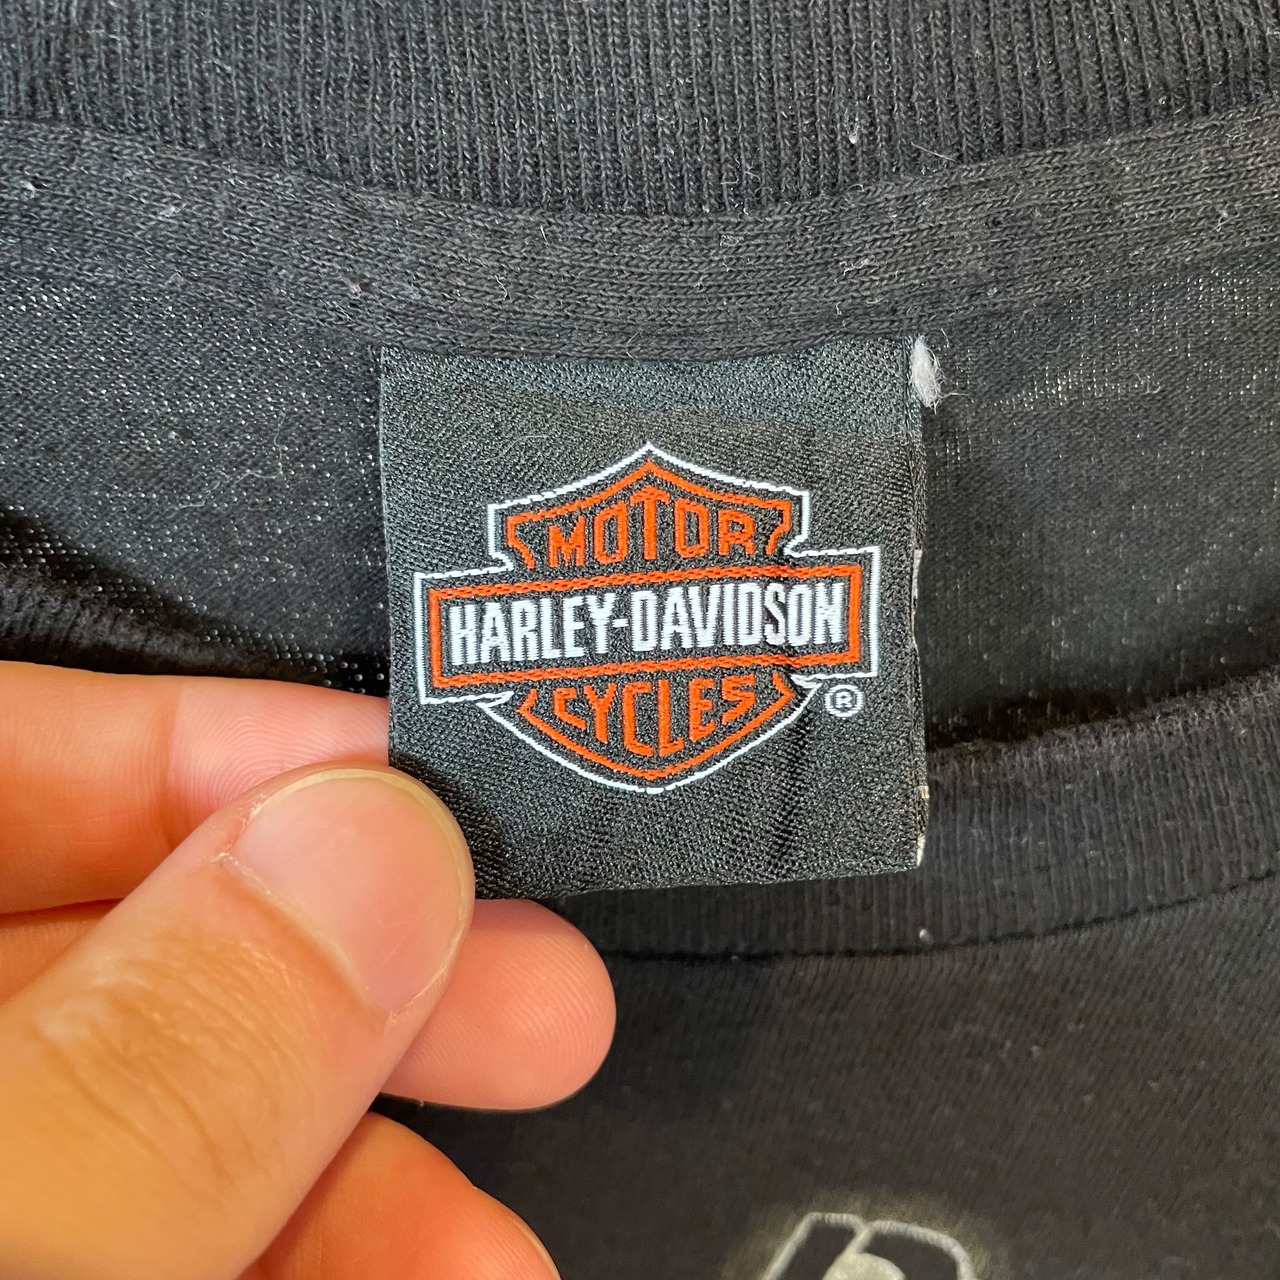 MOTOR
HARLEY-DAVIDSON
CYCLES
®